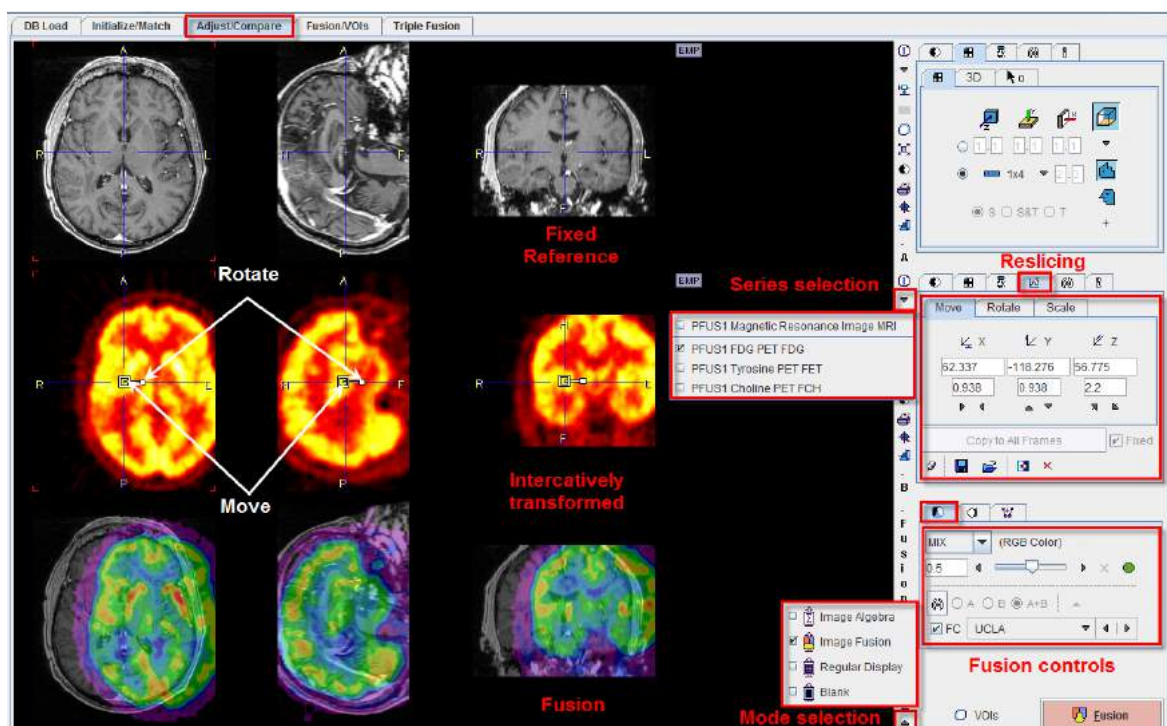 DB Load Initialize/Match Adjust/Compare Fusion/VOIs Triple Fusion
A A EMP
3D α
R L F R L
1x4
S S&T T
P P F
Fixed
Reference
A
Reslicing
Rotate
A A EMP Series selection
Move Rotate Scale
PFUS1 Magnetic Resonance Image MRI
X Y Z
PFUS1 FDG PET FDG
62.337 -118.276 56.775
PFUS1 Tyrosine PET FET
R L F R L
0.938 0.938 2.2
PFUS1 Choline PET FCH
F
Copy to All Frames Fixed
P P
Intercatively
transformed
Move
B
Fusion
MIX (RGB Color)
0.5
A B A+B
Image Algebra
FC UCLA
Image Fusion
Regular Display
Fusion controls
Blank
Fusion
Mode selection
VOIs Fusion